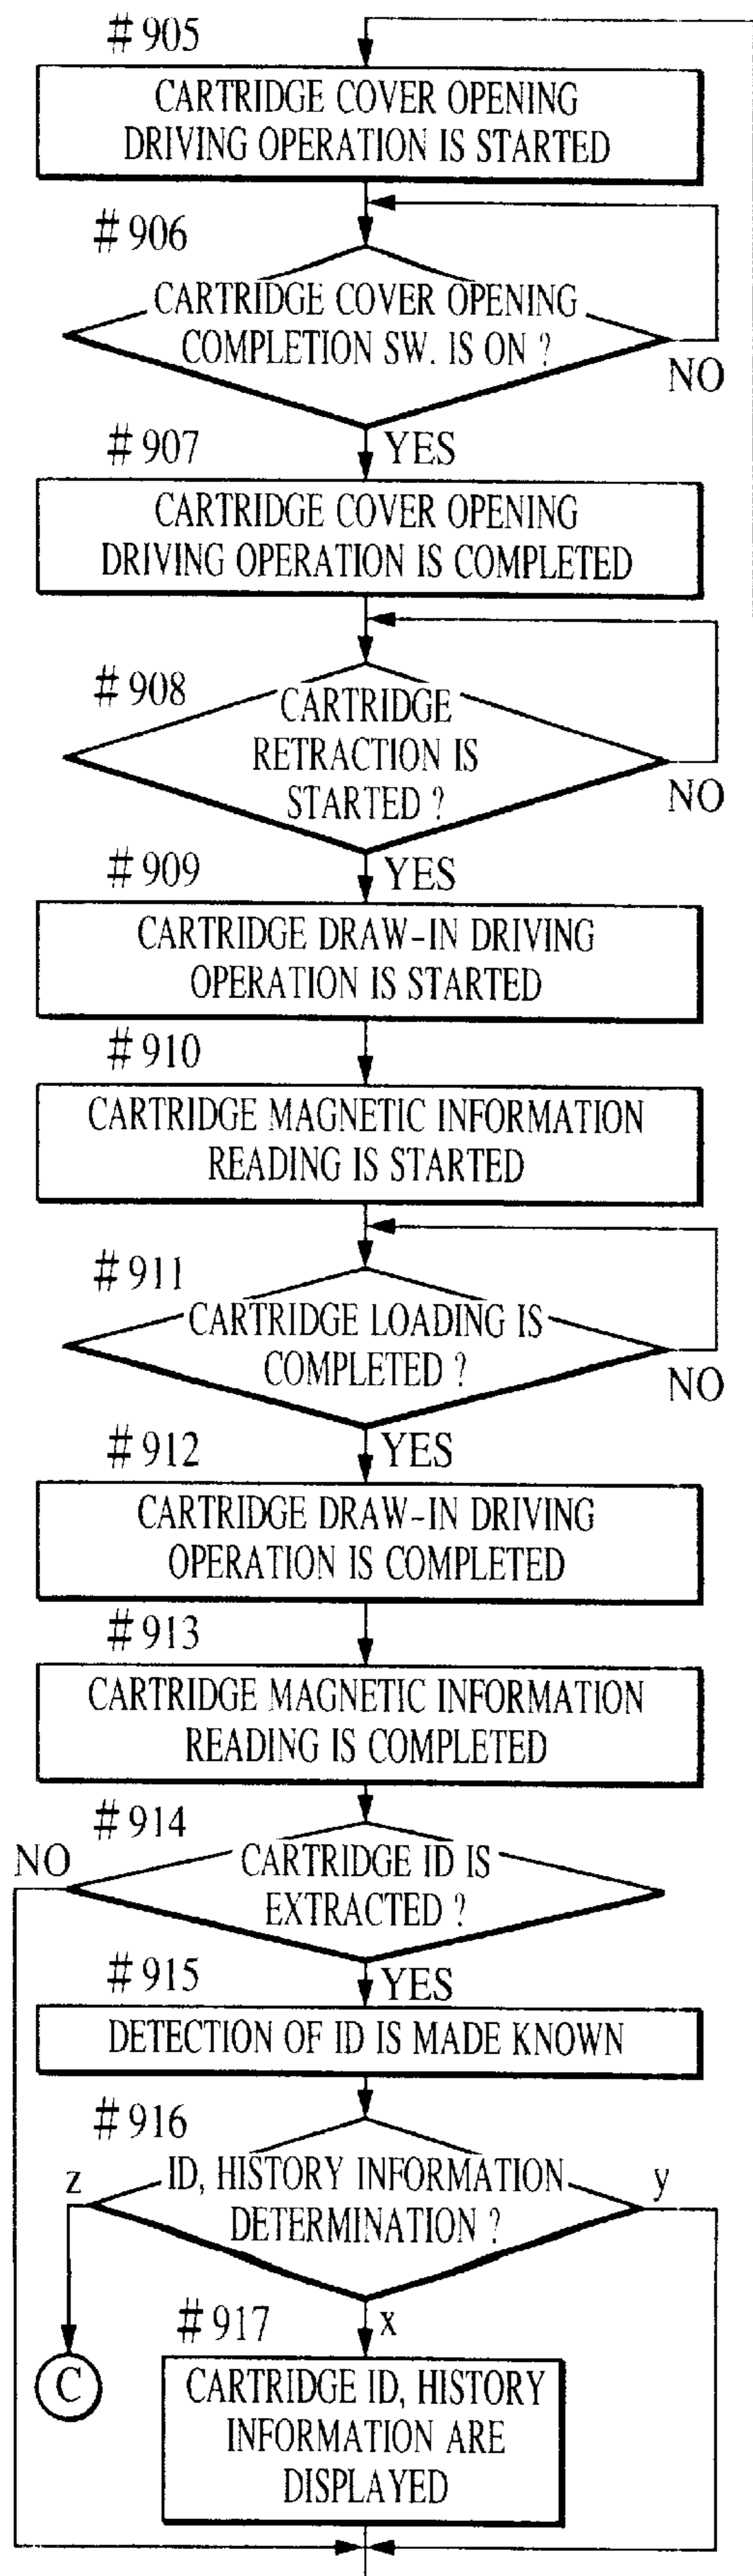 #905
CARTRIDGE COVER OPENING
DRIVING OPERATION IS STARTED
#906
CARTRIDGE COVER OPENING
COMPLETION SW. IS ON ?
NO
#907
YES
CARTRIDGE COVER OPENING
DRIVING OPERATION IS COMPLETED
#908
CARTRIDGE
RETRACTION IS
STARTED ?
NO
#909
YES
CARTRIDGE DRAW-IN DRIVING
OPERATION IS STARTED
#910
CARTRIDGE MAGNETIC INFORMATION
READING IS STARTED
#911
CARTRIDGE LOADING IS
COMPLETED ?
NO
#912
YES
CARTRIDGE DRAW-IN DRIVING
OPERATION IS COMPLETED
#913
CARTRIDGE MAGNETIC INFORMATION
READING IS COMPLETED
#914
NO
CARTRIDGE ID IS
EXTRACTED ?
#915
YES
DETECTION OF ID IS MADE KNOWN
#916
z
ID, HISTORY INFORMATION
y
DETERMINATION ?
#917
x
C
CARTRIDGE ID, HISTORY
INFORMATION ARE
DISPLAYED